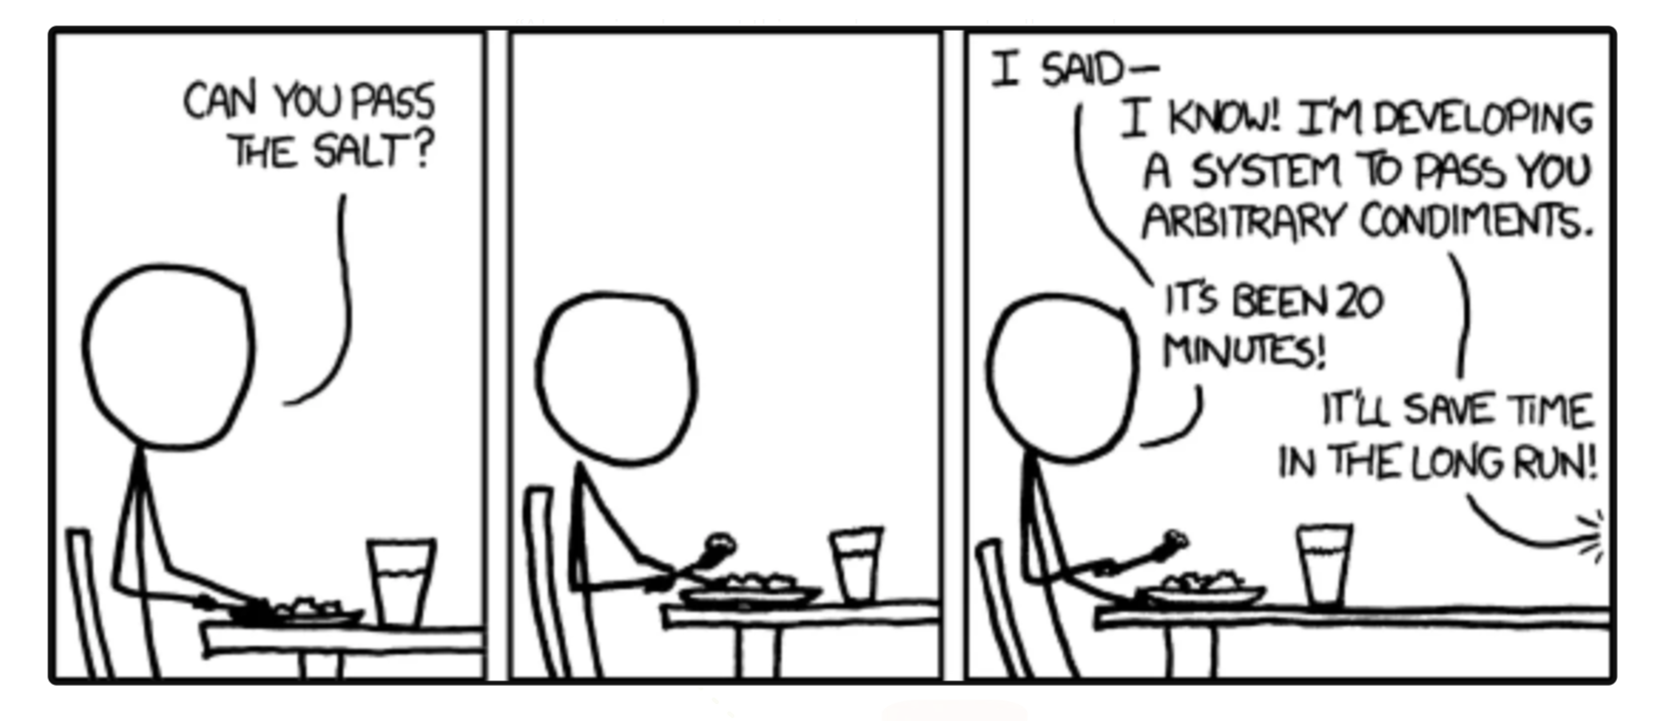 CAN YOU PASS
THE SALT?
I SAID—
I KNOW! I'M DEVELOPING
A SYSTEM TO PASS YOU
ARBITRARY CONDIMENTS.
IT'S BEEN 20
MINUTES!
IT'LL SAVE TIME
IN THE LONG RUN!